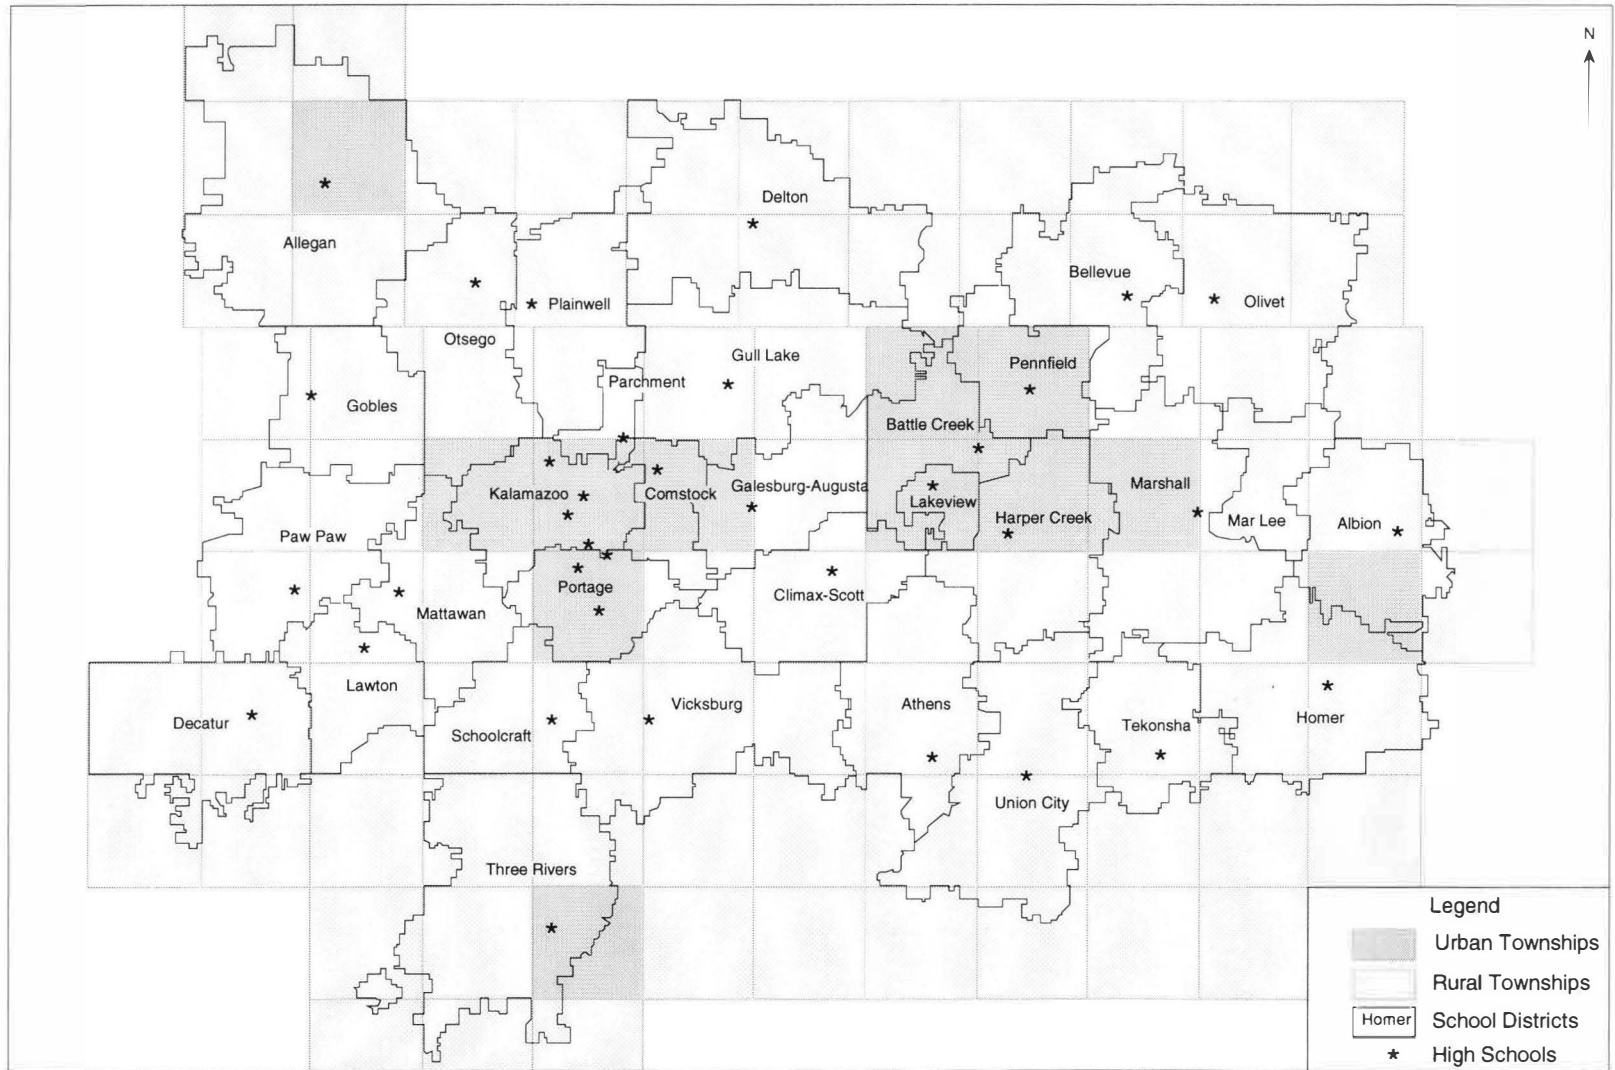 N
Delton
Allegan
Bellevue
Plainwell
Olivet
Otsego
Gull Lake
Pennfield
Parchment
Gobles
Battle Creek
Marshall
Galesburg-Augusta
Kalamazoo
Comstock
Lakeview
Harper Creek
Mar Lee
Albion
Paw Paw
Portage
Climax-Scott
Mattawan
Lawton
Vicksburg
Athens
Homer
Decatur
Tekonsha
Schoolcraft
Union City
Three Rivers
Legend
Urban Townships
Rural Townships
Homer School Districts
High Schools